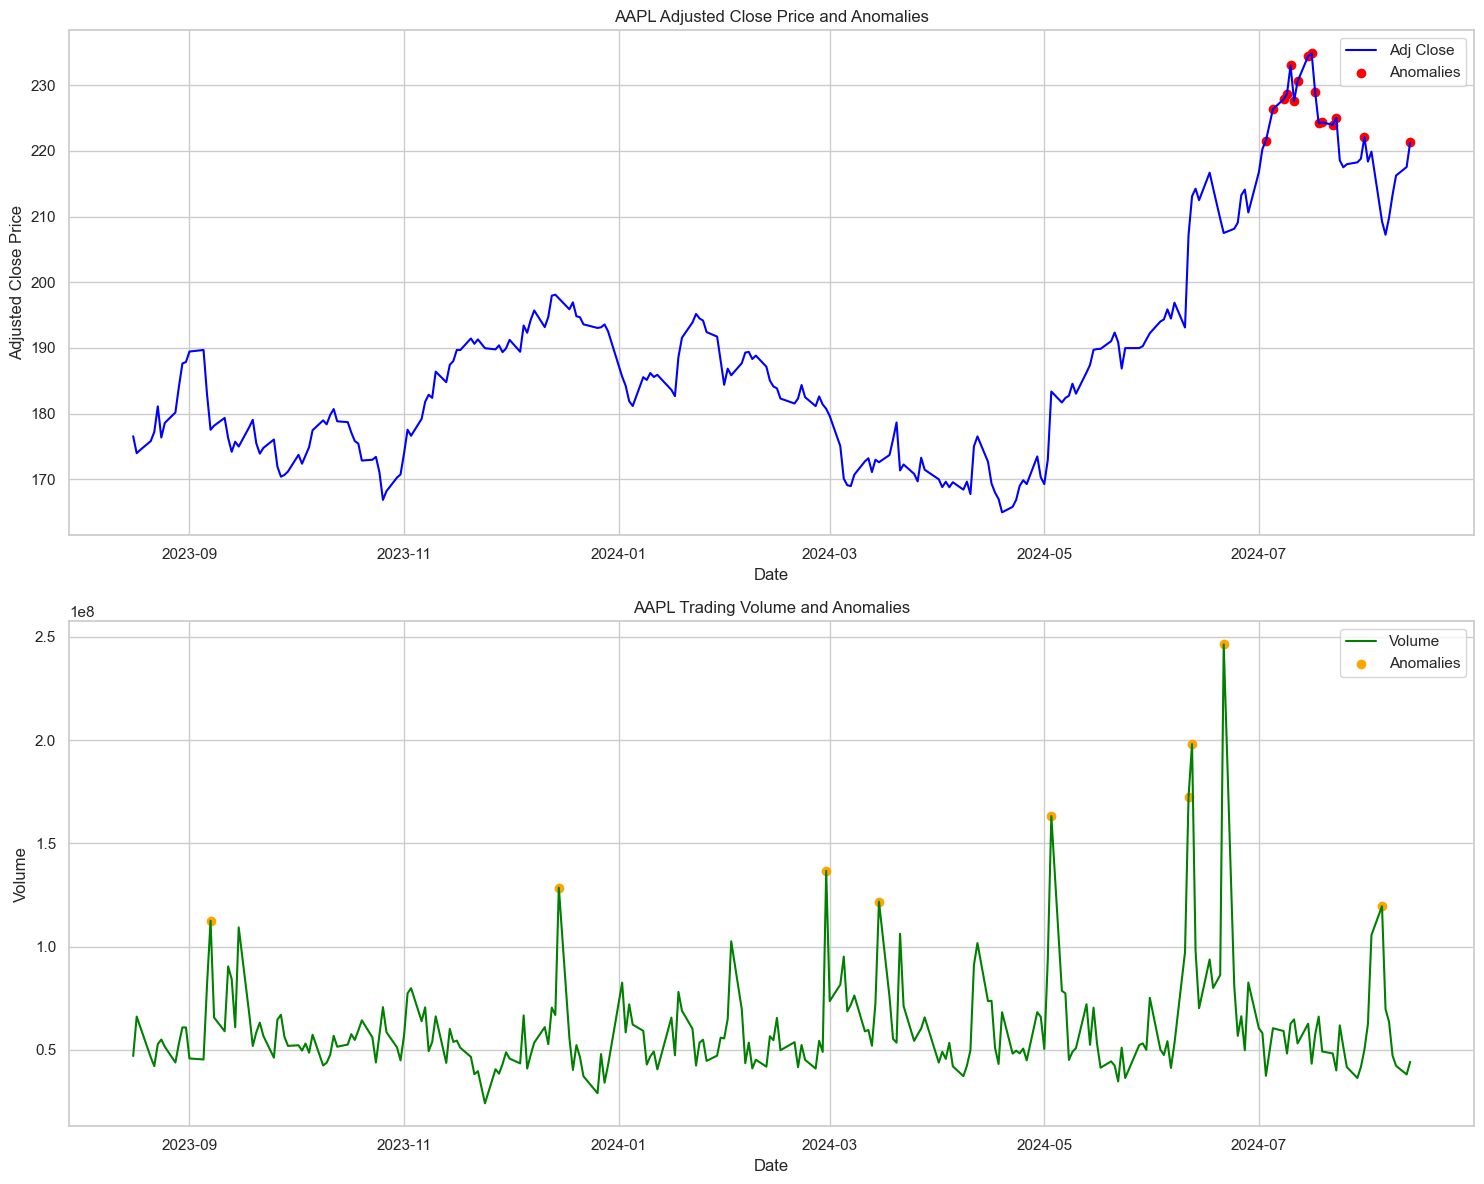 AAPL Adjusted Close Price and Anomalies
Adj Close
Anomalies
230
220
210
200
190
180
170
Adjusted Close Price
2023-09 2023-11 2024-01 2024-03 2024-05 2024-07
Date
AAPL Trading Volume and Anomalies
1e8
Volume
Anomalies
2.5
2.0
1.5
1.0
0.5
Volume
2023-09 2023-11 2024-01 2024-03 2024-05 2024-07
Date